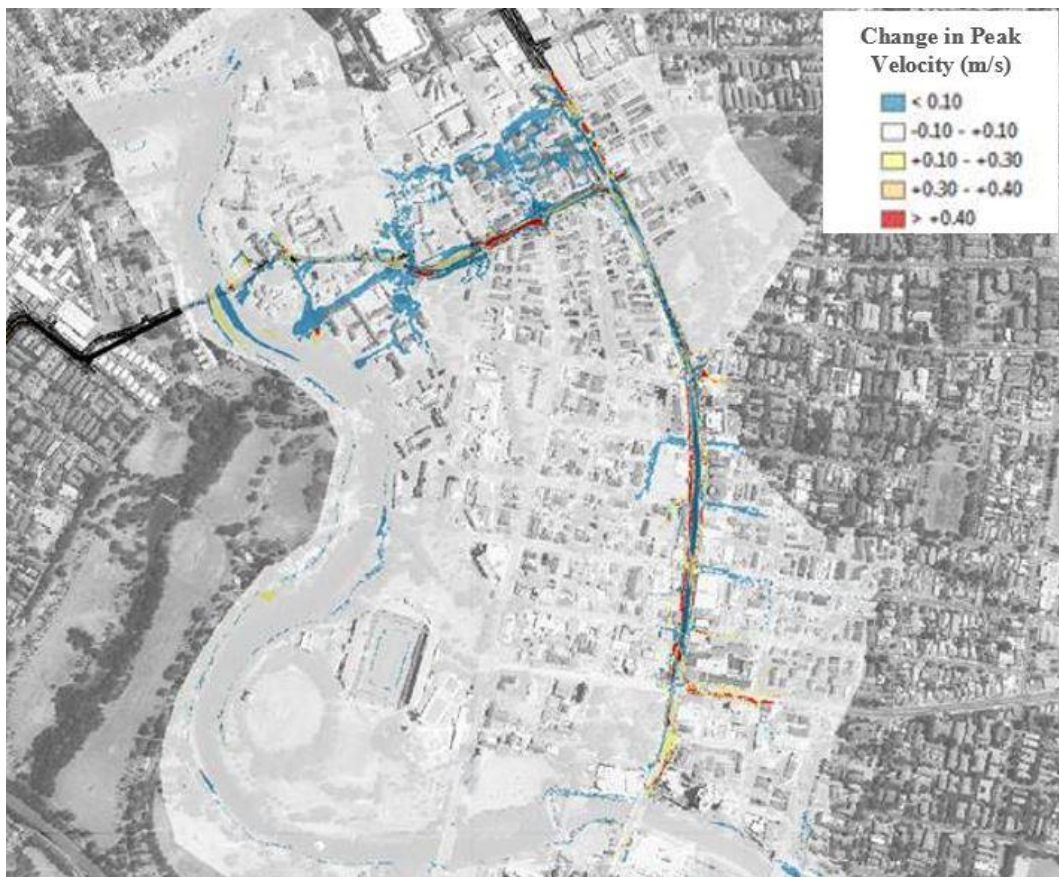 Change in Peak
Velocity (m/s)
< 0.10
-0.10 - +0.10
+0.10 - +0.30
+0.30 - +0.40
> +0.40